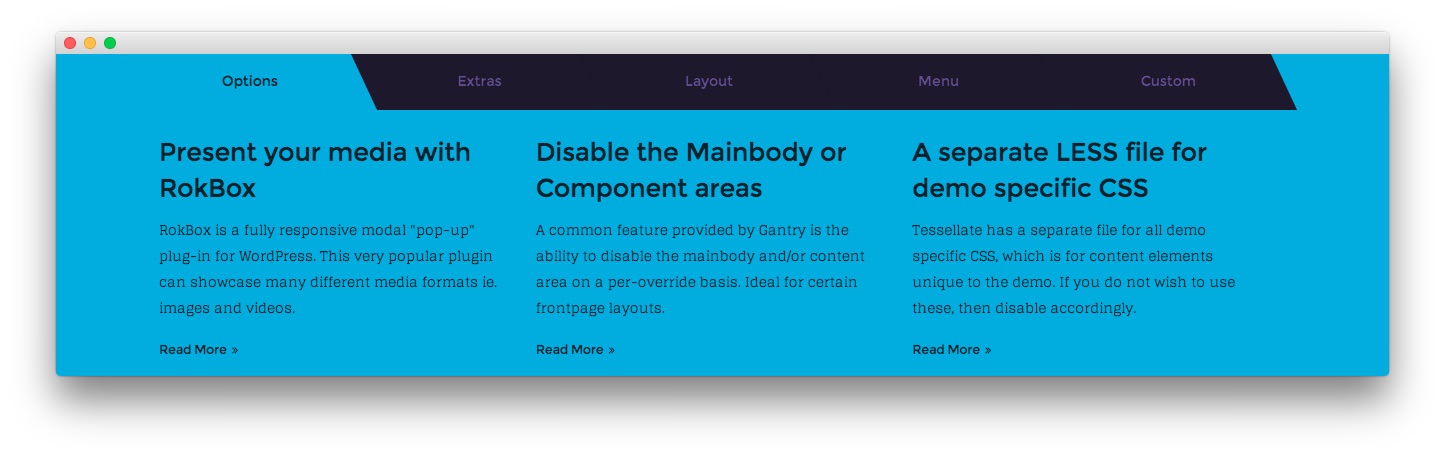 Options
Extras
Layout
Menu
Custom
Present your media with
RokBox
RokBox is a fully responsive modal "pop-up"
plug-in for WordPress. This very popular plugin
can showcase many different media formats ie.
images and videos.
Read More »
Disable the Mainbody or
Component areas
A common feature provided by Gantry is the
ability to disable the mainbody and/or content
area on a per-override basis. Ideal for certain
frontpage layouts.
Read More »
A separate LESS file for
demo specific CSS
Tessellate has a separate file for all demo
specific CSS, which is for content elements
unique to the demo. If you do not wish to use
these, then disable accordingly.
Read More »